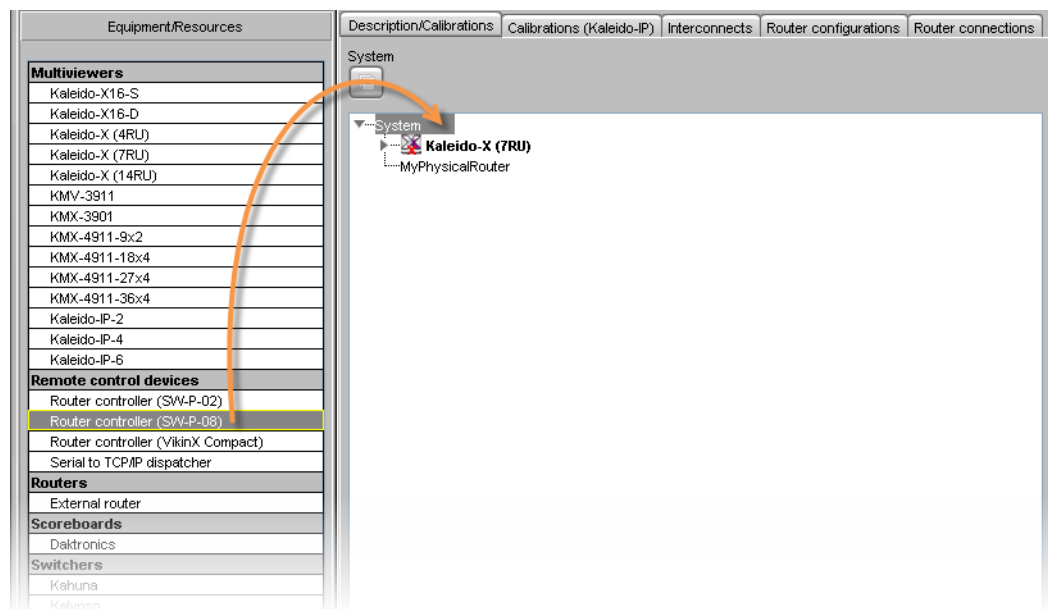 Equipment/Resources
Multiviewers
Kaleido-X16-S
Kaleido-X16-D
Kaleido-X (4RU)
Kaleido-X (7RU)
Kaleido-X (14RU)
KMV-3911
KMX-3901
KMX-4911-9x2
KMX-4911-18x4
KMX-4911-27x4
KMX-4911-36x4
Kaleido-IP-2
Kaleido-IP-4
Kaleido-IP-6
Remote control devices
Router controller (SW-P-02)
Router controller (SW-P-08)
Router controller (VikinX Compact)
Serial to TCP/IP dispatcher
Routers
External router
Scoreboards
Daktronics
Switchers
Kahuna
Kalypso
Description/Calibrations
Calibrations (Kaleido-IP)
Interconnects
Router configurations
Router connections
System
System
Kaleido-X (7RU)
MyPhysicalRouter